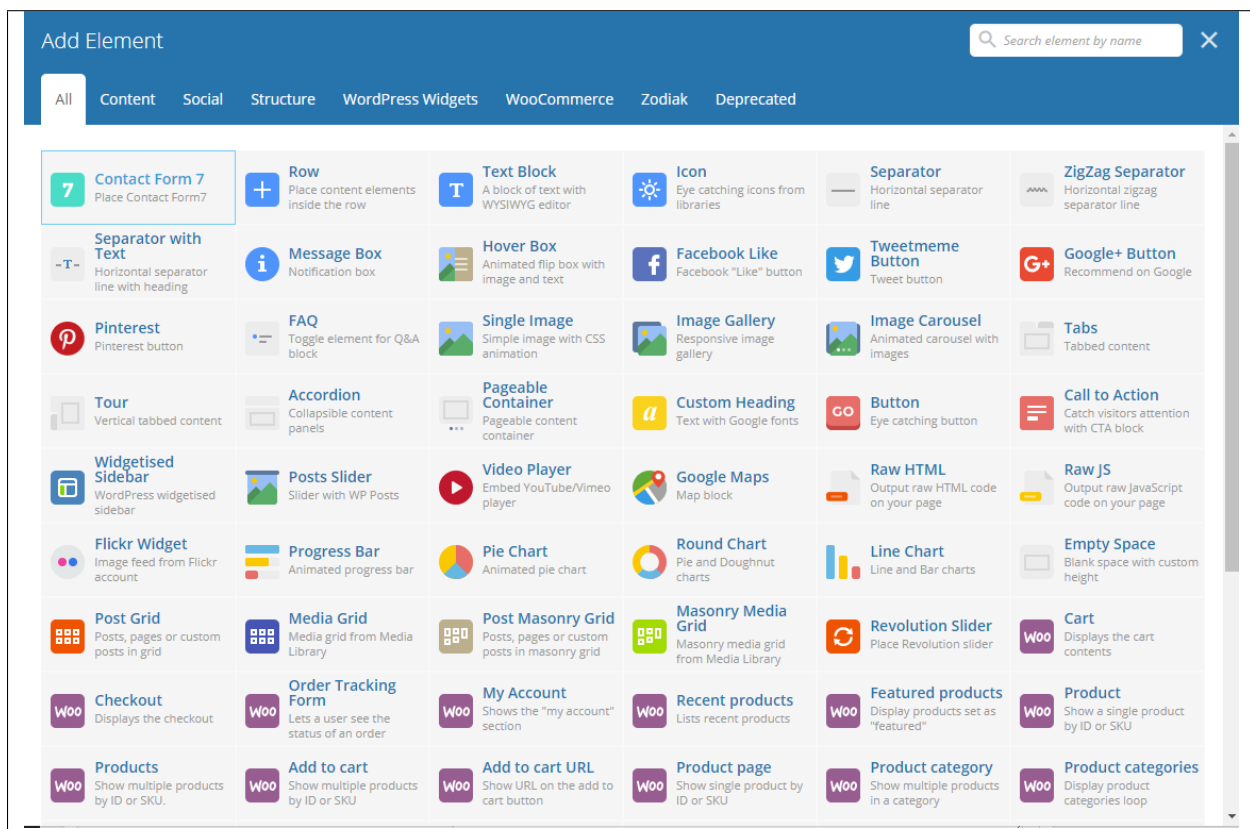 Add Element
Search element by name
All Content Social Structure WordPress Widgets WooCommerce Zodiak Deprecated
7
Contact Form 7
Place Contact Form7
Row
Place content elements
inside the row
T
Text Block
A block of text with
WYSIWYG editor
Icon
Eye catching icons from
libraries
Separator
Horizontal separator
line
ZigZag Separator
Horizontal zigzag
separator line
-T-
Separator with
Text
Horizontal separator
line with heading
i
Message Box
Notification box
Hover Box
Animated flip box with
image and text
f
Facebook Like
Facebook "Like" button
Tweetmeme
Button
Tweet button
G+
Google+ Button
Recommend on Google
Pinterest
Pinterest button
FAQ
Toggle element for Q&A
block
Single Image
Simple image with CSS
animation
Image Gallery
Responsive image
gallery
Image Carousel
Animated carousel with
images
Tabs
Tabbed content
Tour
Vertical tabbed content
Accordion
Collapsible content
panels
Pageable
Container
Pageable content
container
a
Custom Heading
Text with Google fonts
GO
Button
Eye catching button
Call to Action
Catch visitors attention
with CTA block
Widgetised
Sidebar
WordPress widgetised
sidebar
Posts Slider
Slider with WP Posts
Video Player
Embed YouTube/Vimeo
player
Google Maps
Map block
Raw HTML
Output raw HTML code
on your page
Raw JS
Output raw JavaScript
code on your page
Flickr Widget
Image feed from Flickr
account
Progress Bar
Animated progress bar
Pie Chart
Animated pie chart
Round Chart
Pie and Doughnut
charts
Line Chart
Line and Bar charts
Empty Space
Blank space with custom
height
Post Grid
Posts, pages or custom
posts in grid
Media Grid
Media grid from Media
Library
Post Masonry Grid
Posts, pages or custom
posts in masonry grid
Masonry Media
Grid
Masonry media grid
from Media Library
Revolution Slider
Place Revolution slider
Woo
Cart
Displays the cart
contents
Woo
Checkout
Displays the checkout
Woo
Order Tracking
Form
Lets a user see the
status of an order
Woo
My Account
Shows the "my account"
section
Woo
Recent products
Lists recent products
Woo
Featured products
Display products set as
"featured"
Woo
Product
Show a single product
by ID or SKU
Woo
Products
Show multiple products
by ID or SKU.
Woo
Add to cart
Show multiple products
by ID or SKU
Woo
Add to cart URL
Show URL on the add to
cart button
Woo
Product page
Show single product by
ID or SKU
Woo
Product category
Show multiple products
in a category
Woo
Product categories
Display product
categories loop